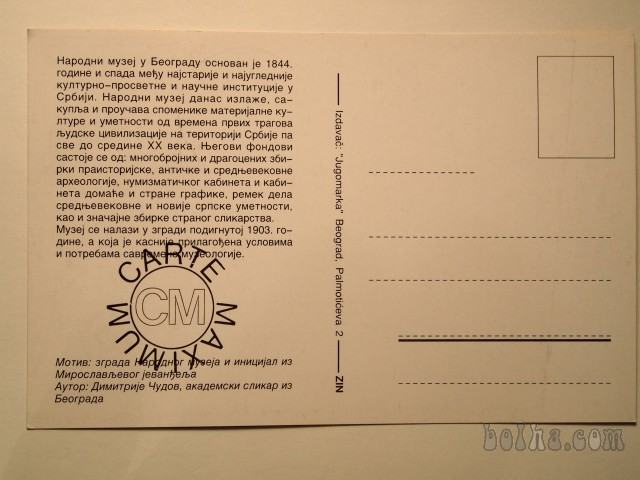 Народни музеј у Београду основан је 1844.
године и спада међу најстарије и најугледније
културно–просветне и научне институције у
Србији. Народни музеј данас излаже, са-
купља и проучава споменике материјалне ку-
лтуре и уметности од времена првих трагова
људске цивилизације на територији Србије па
све до средине XX века. Његови фондови
састоје се од: многобројних и драгоцених зби-
рки праисторијске, античке и средњевековне
археологије, нумизматичког кабинета и каби-
нета домаће и стране графике, ремек дела
средњевековне и новије српске уметности,
као и значајне збирке страног сликарства.
Музеј се налази у згради подигнутој 1903. го-
дине, а која је касније прилагођена условима
и потребама савремене музеологије.
CARTE MAXIMUM
CM
Мотив: зграда Народног музеја и иницијал из
Мирослављевог јеванђеља
Аутор: Димитрије Чудов, академски сликар из
Београда
Izdavač: "Jugomarka" Beograd, Palmotićeva 2
ZIN
bolha.com